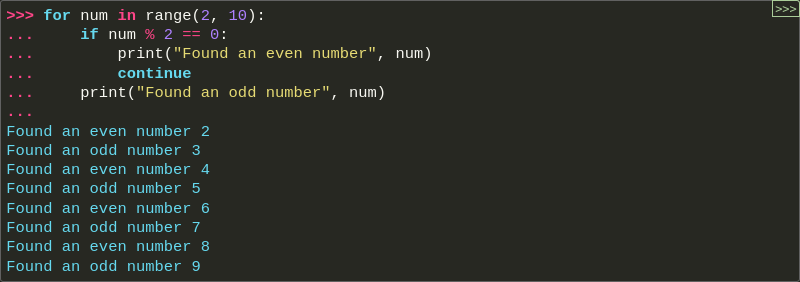 >>>
>>> for num in range(2, 10):
...     if num % 2 == 0:
...         print("Found an even number", num)
...         continue
...     print("Found an odd number", num)
...
Found an even number 2
Found an odd number 3
Found an even number 4
Found an odd number 5
Found an even number 6
Found an odd number 7
Found an even number 8
Found an odd number 9